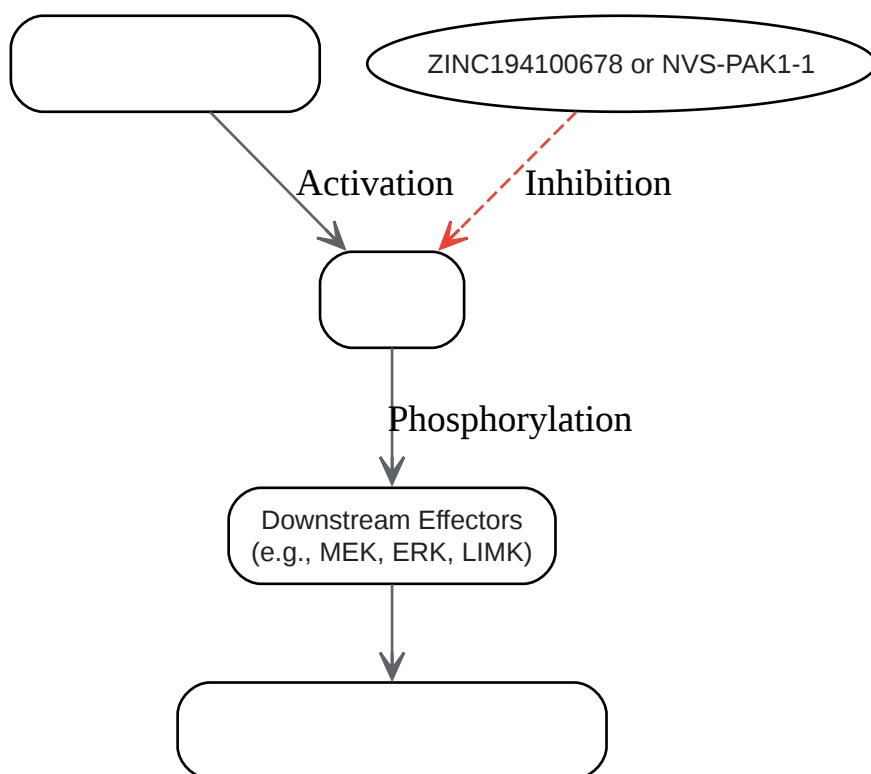 ZINC194100678 or NVS-PAK1-1
Activation
Inhibition
Phosphorylation
Downstream Effectors
(e.g., MEK, ERK, LIMK)